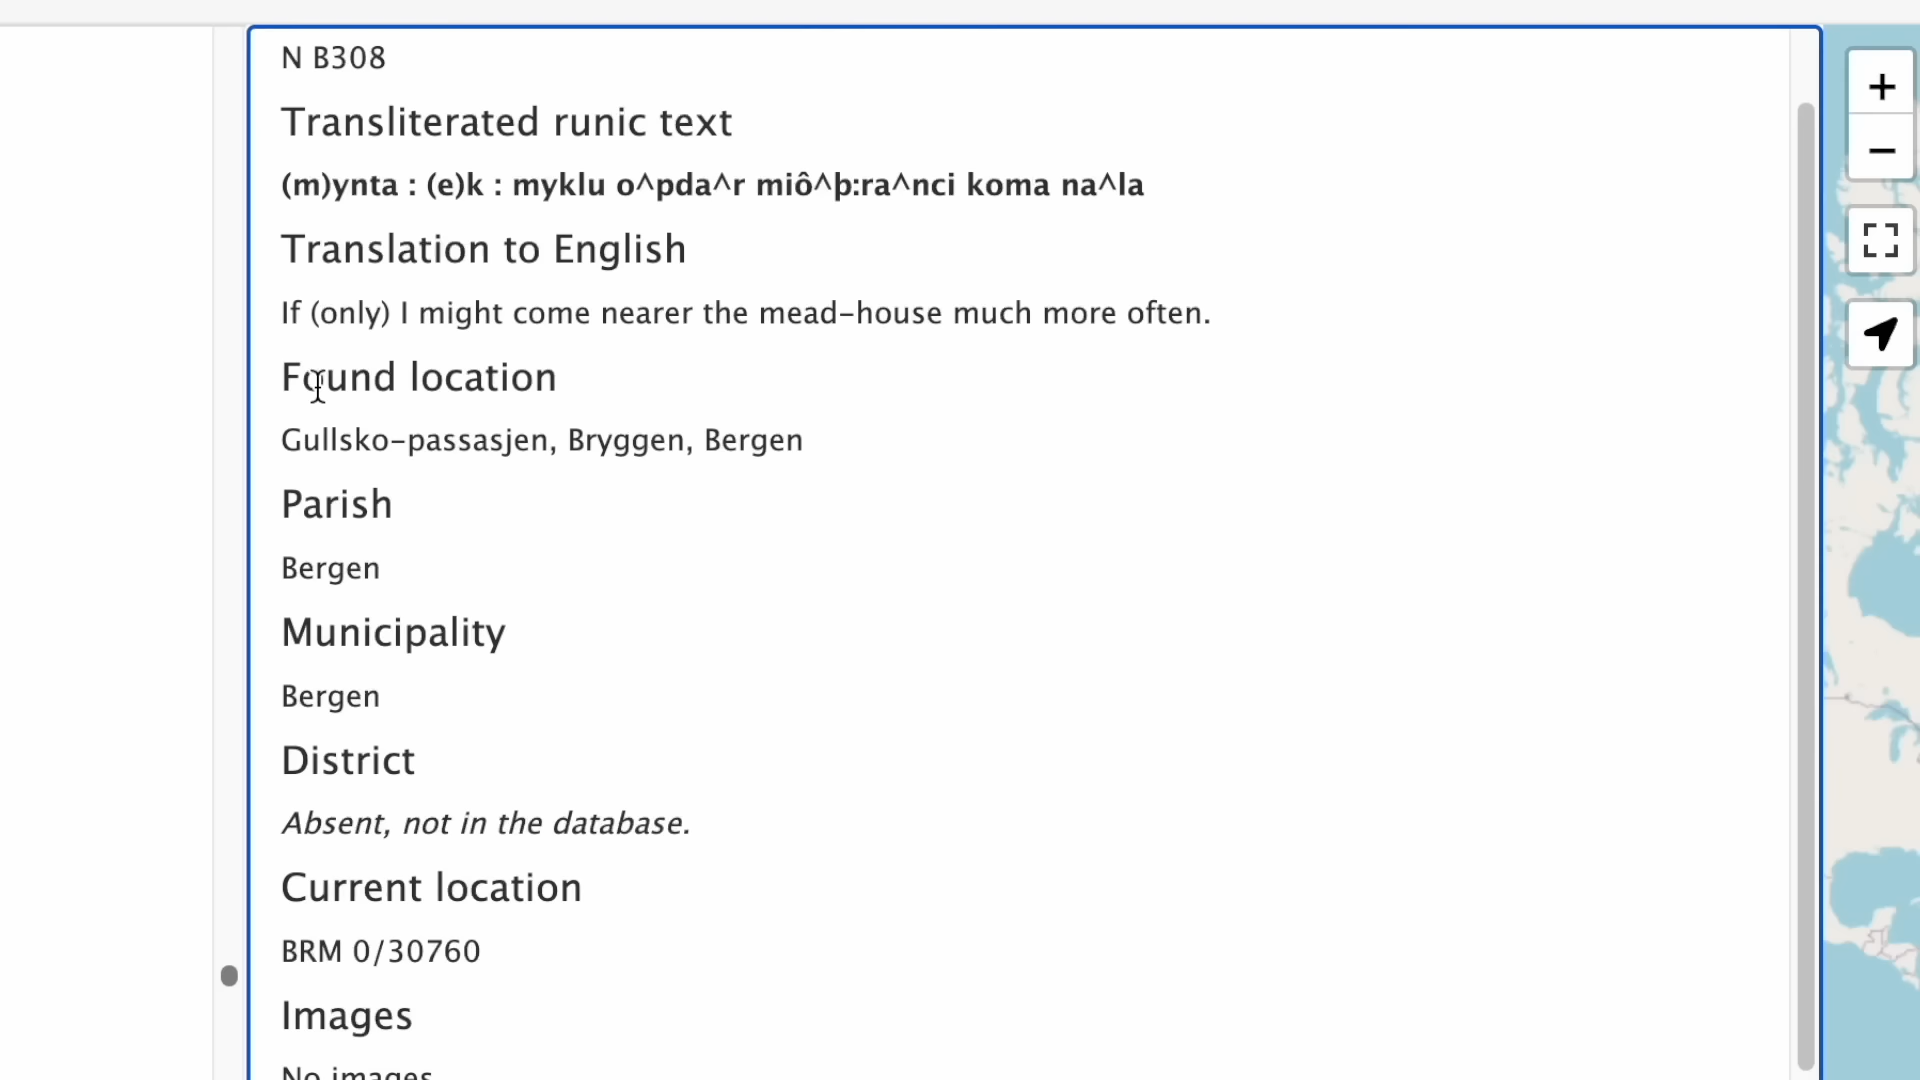 N B308
Transliterated runic text
(m)ynta : (e)k : myklu o^pda^r miô^þ:ra^nci koma na^la
Translation to English
If (only) I might come nearer the mead-house much more often.
Found location
Gullsko-passasjen, Bryggen, Bergen
Parish
Bergen
Municipality
Bergen
District
Absent, not in the database.
Current location
BRM 0/30760
Images
No images
+
−